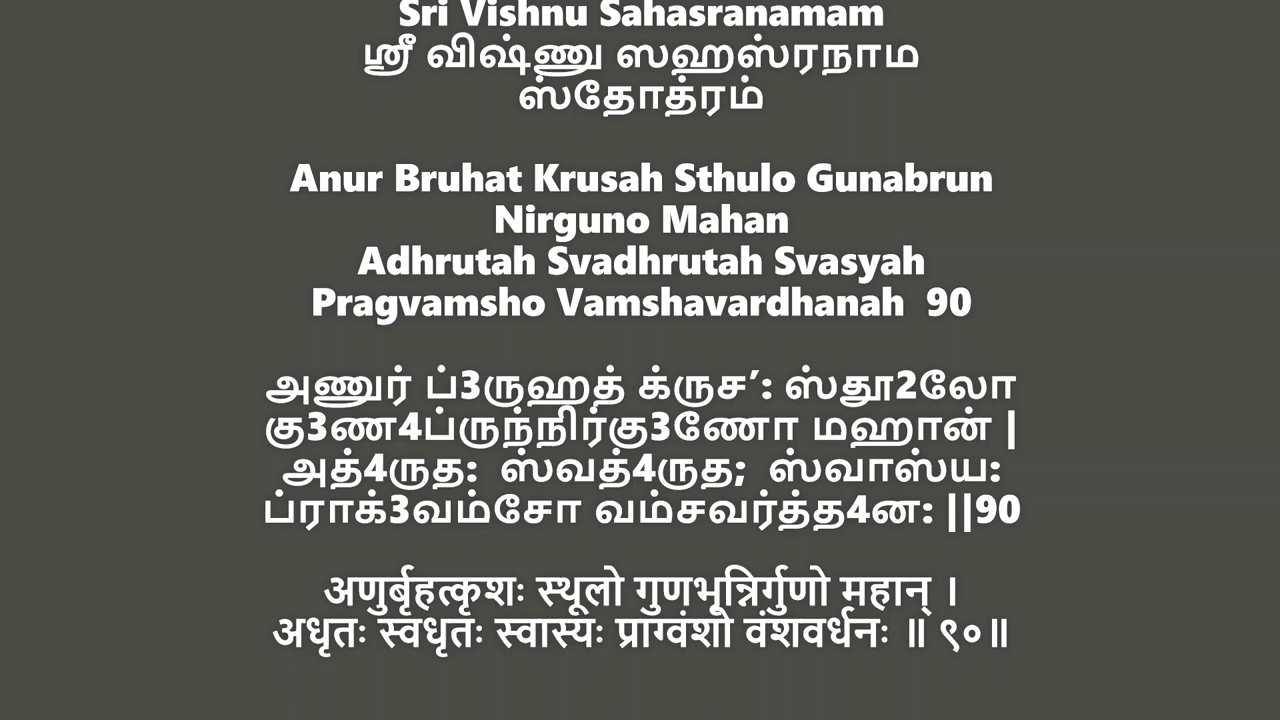 Sri Vishnu Sahasranamam
ஸ்ரீ விஷ்ணு ஸஹஸ்ரநாம
ஸ்தோத்ரம்
Anur Bruhat Krusah Sthulo Gunabrun
Nirguno Mahan
Adhrutah Svadhrutah Svasyah
Pragvamsho Vamshavardhanah  90
அணுர் ப்3ருஹத் க்ருச’: ஸ்தூ2லோ
கு3ண4ப்ருந்நிர்கு3ணோ மஹான் |
அத்4ருத:  ஸ்வத்4ருத;  ஸ்வாஸ்ய:
ப்ராக்3வம்சோ வம்சவர்த்த4ன: ||90
अणुर्बृहत्कृशः स्थूलो गुणभृन्निर्गुणो महान् ।
अधृतः स्वधृतः स्वास्यः प्राग्वंशो वंशवर्धनः ॥ ९०॥